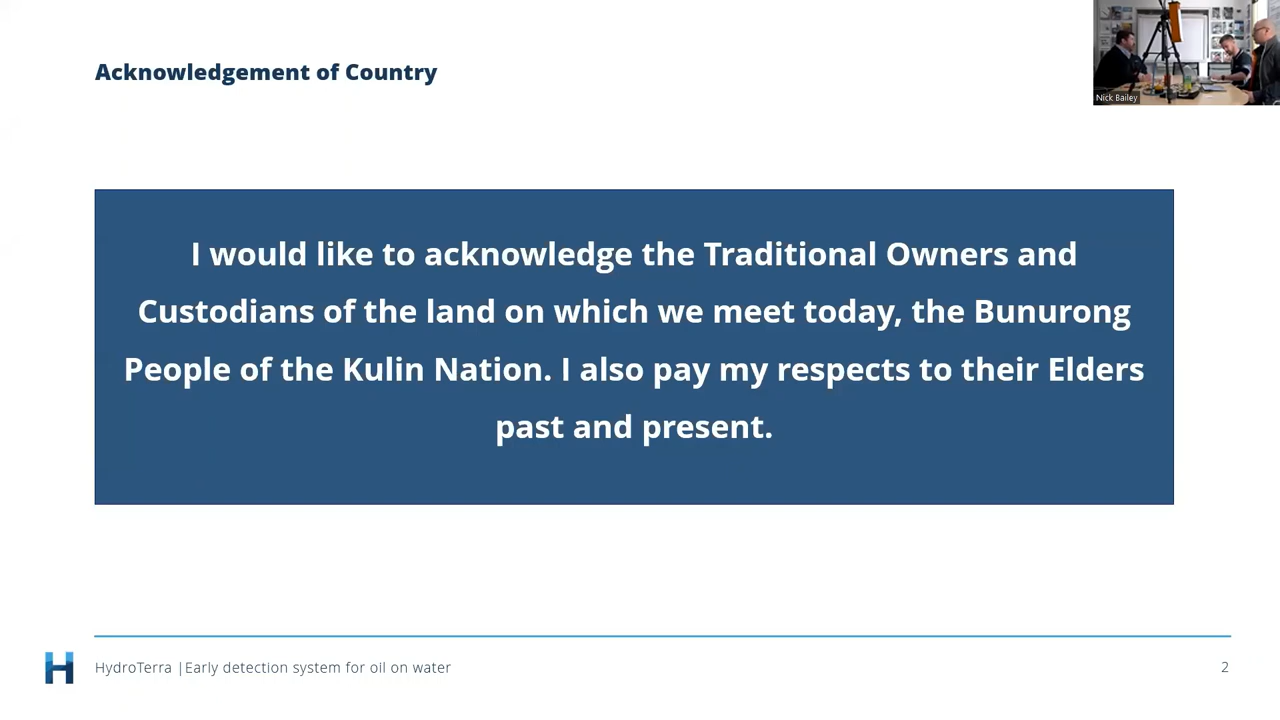 Acknowledgement of Country
Nick Bailey
I would like to acknowledge the Traditional Owners and
Custodians of the land on which we meet today, the Bunurong
People of the Kulin Nation. I also pay my respects to their Elders
past and present.
HydroTerra |Early detection system for oil on water
2